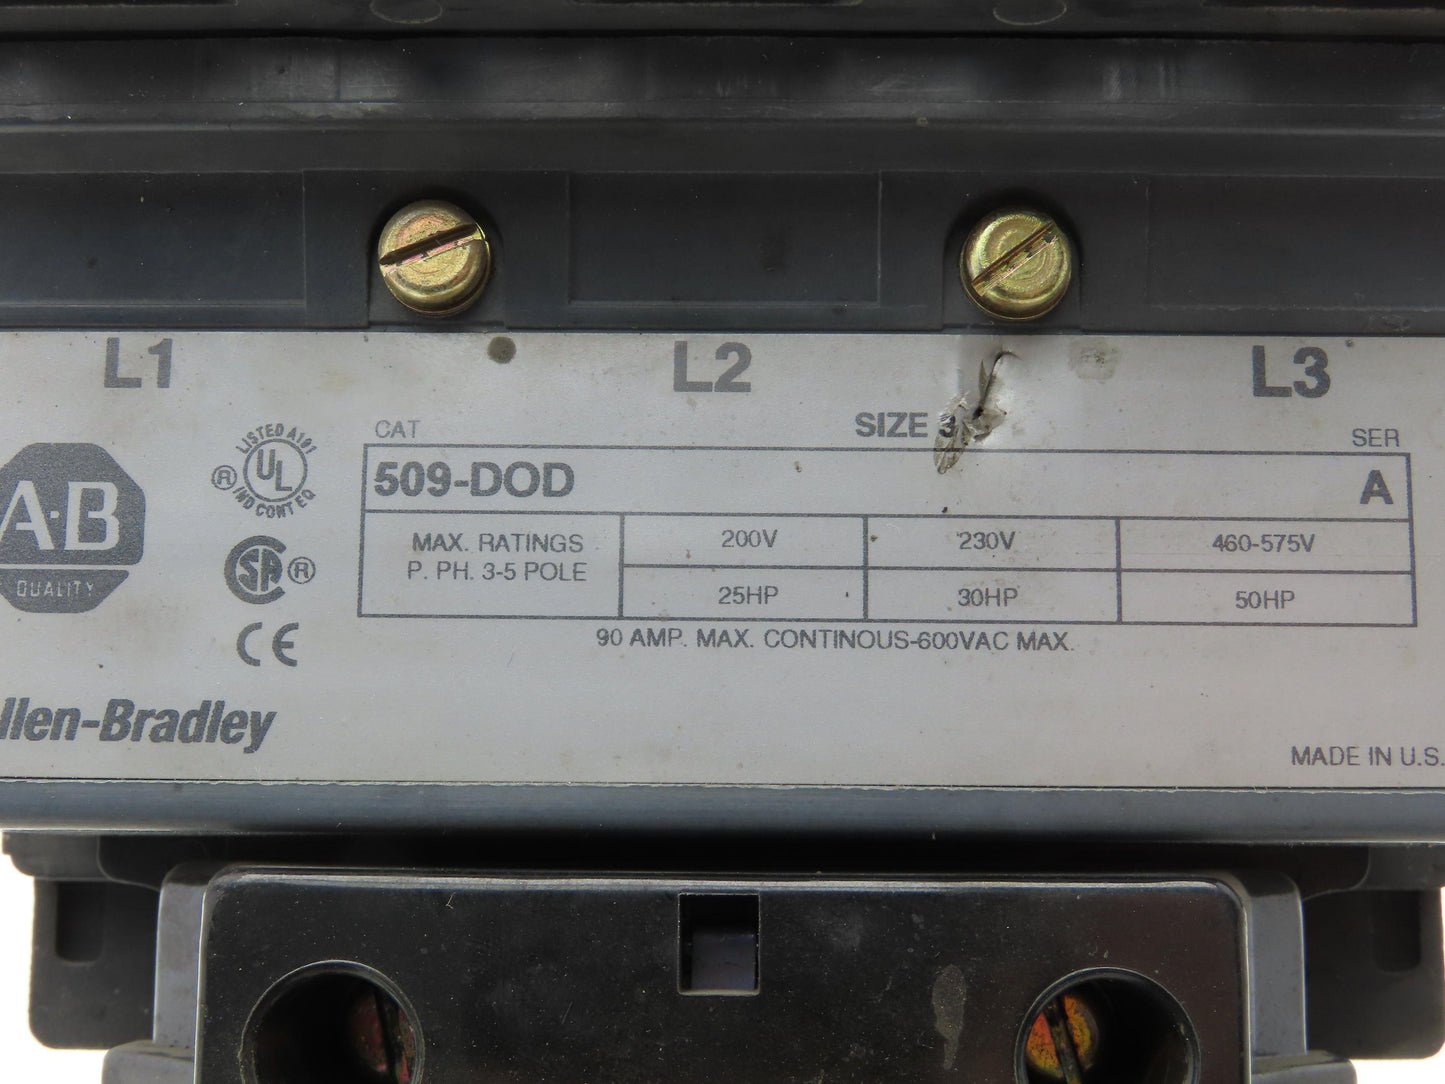 L1 L2 L3
CAT SIZE 3 SER
509-DOD A
MAX. RATINGS 200V 230V 460-575V
P. PH. 3-5 POLE 25HP 30HP 50HP
90 AMP. MAX. CONTINOUS-600VAC MAX.
A-B
QUALITY
LISTED A191
UL ®
IND CONT EQ
SA ®
CE
llen-Bradley
MADE IN U.S.